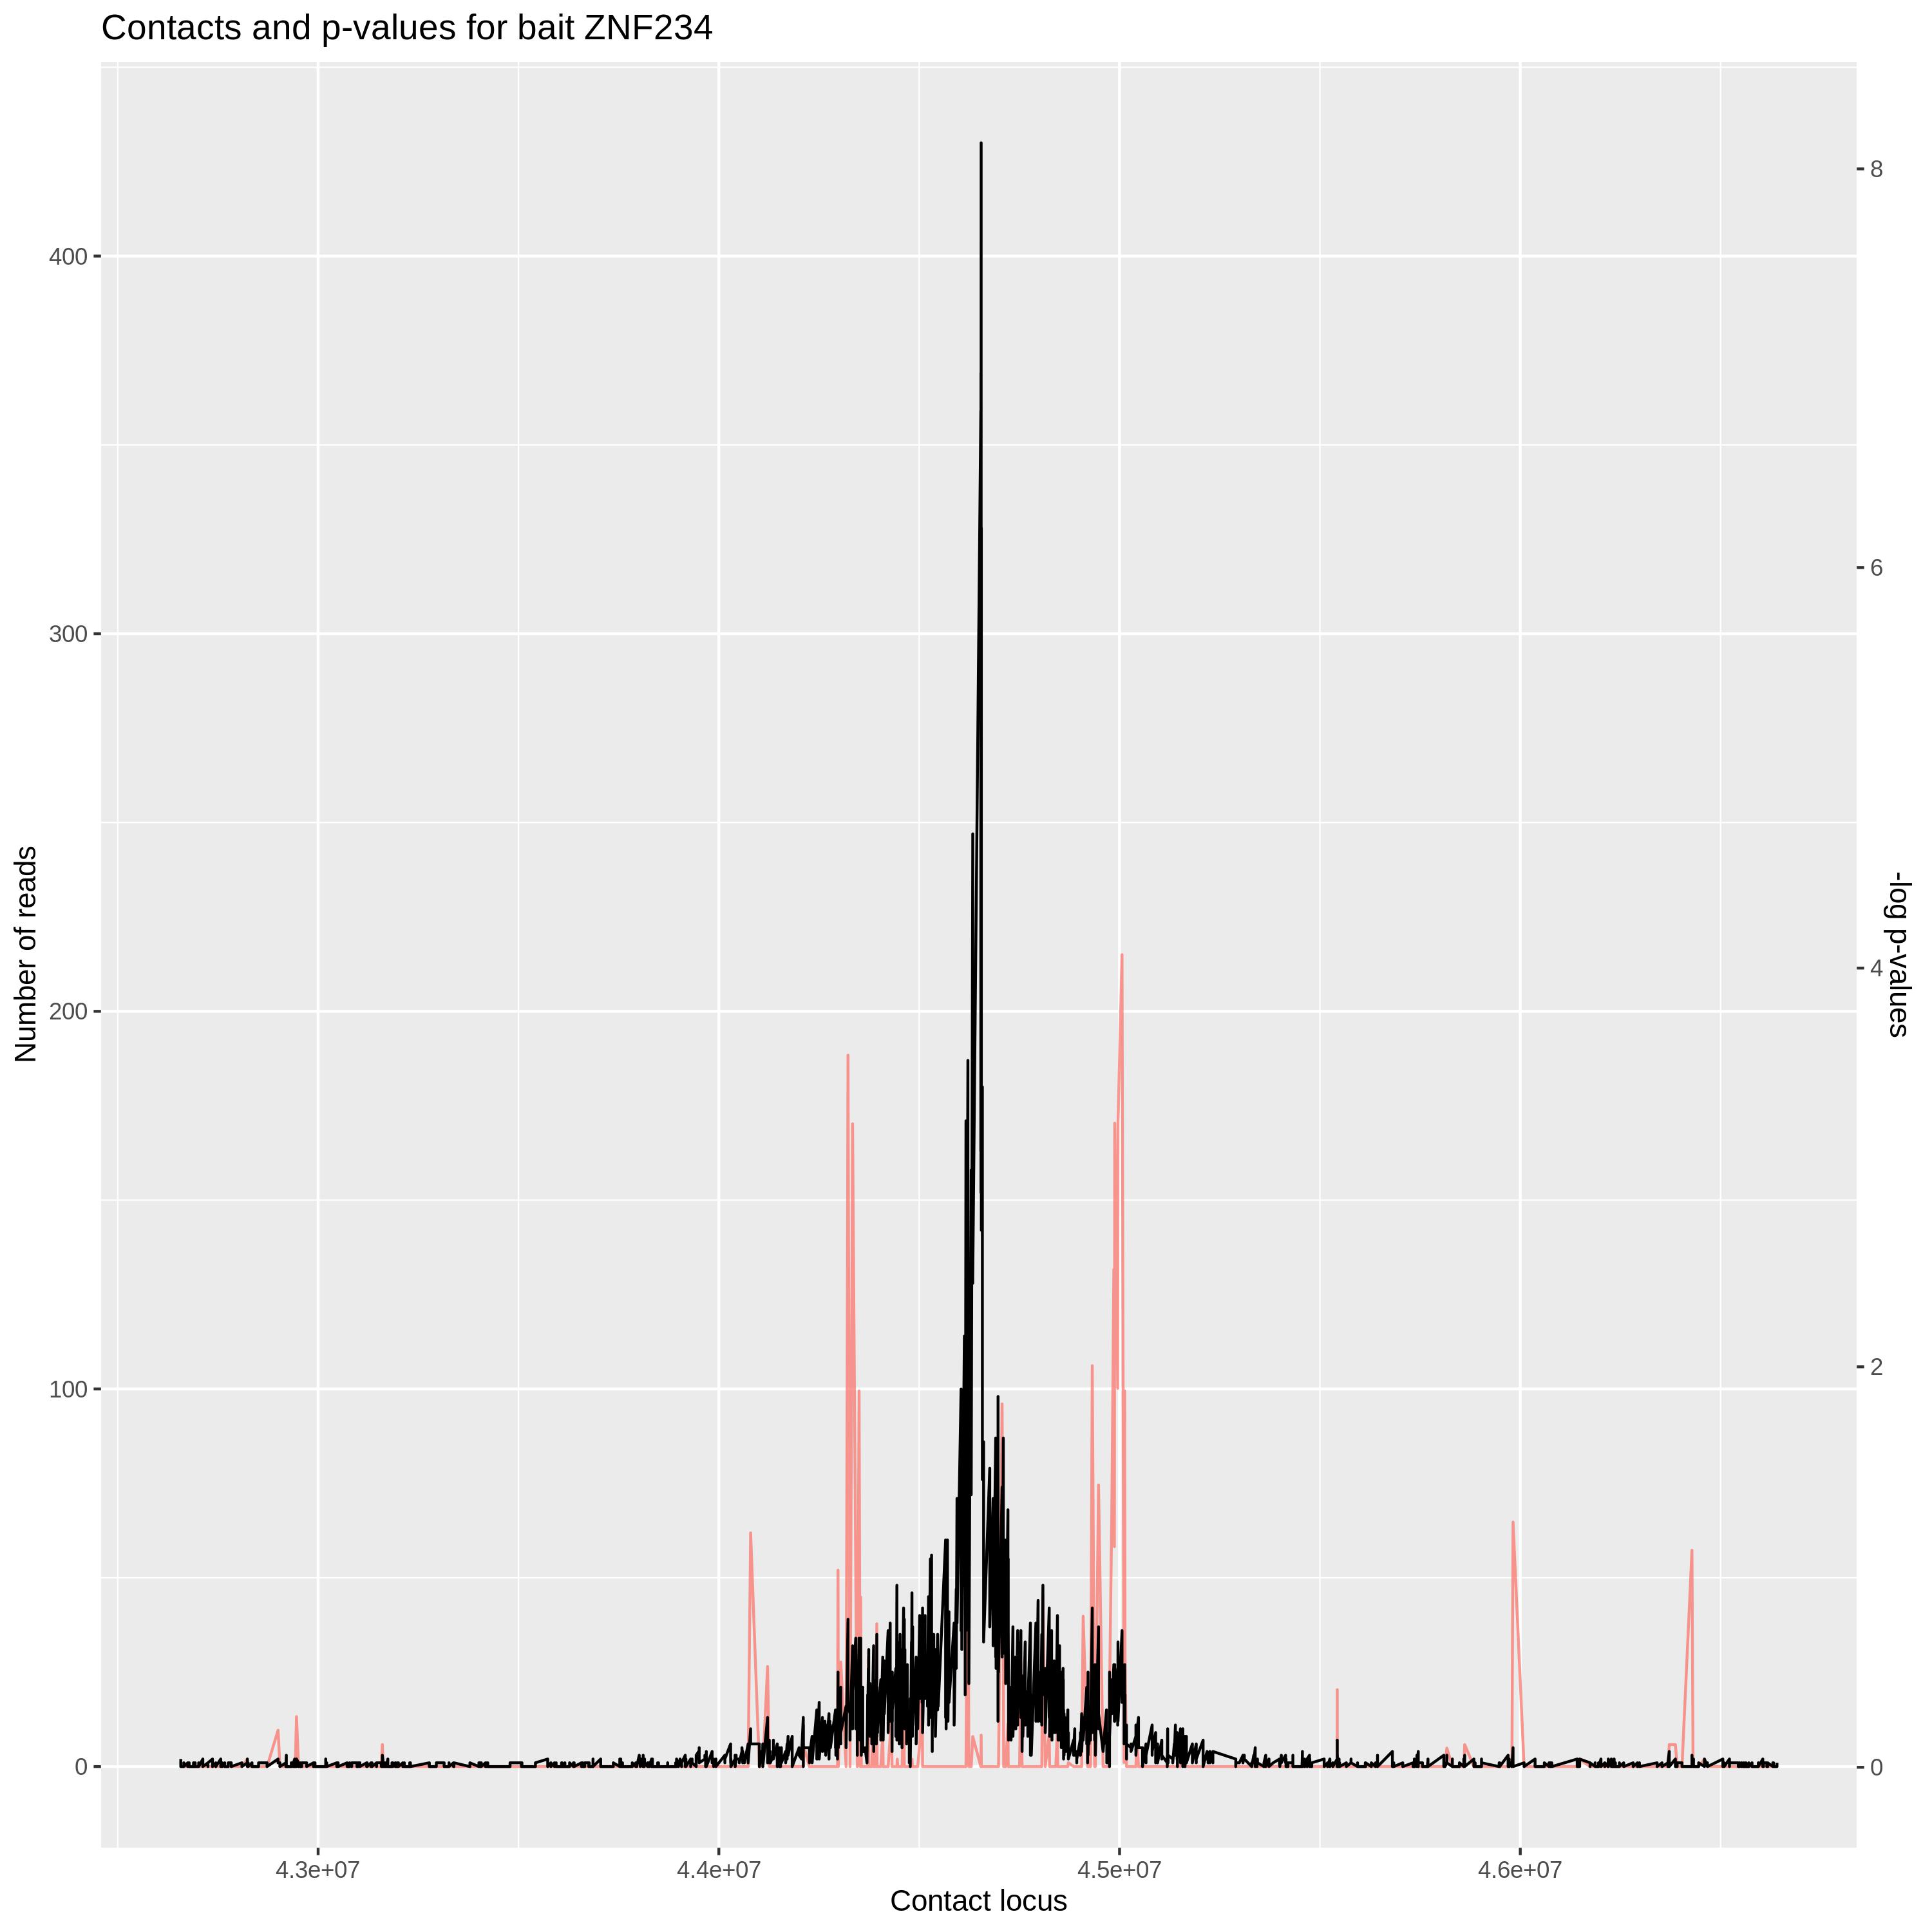 Contacts and p-values for bait ZNF234
Number of reads
400
300
200
100
0
8
6
4
2
0
-log p-values
4.3e+07
4.4e+07
4.5e+07
4.6e+07
Contact locus